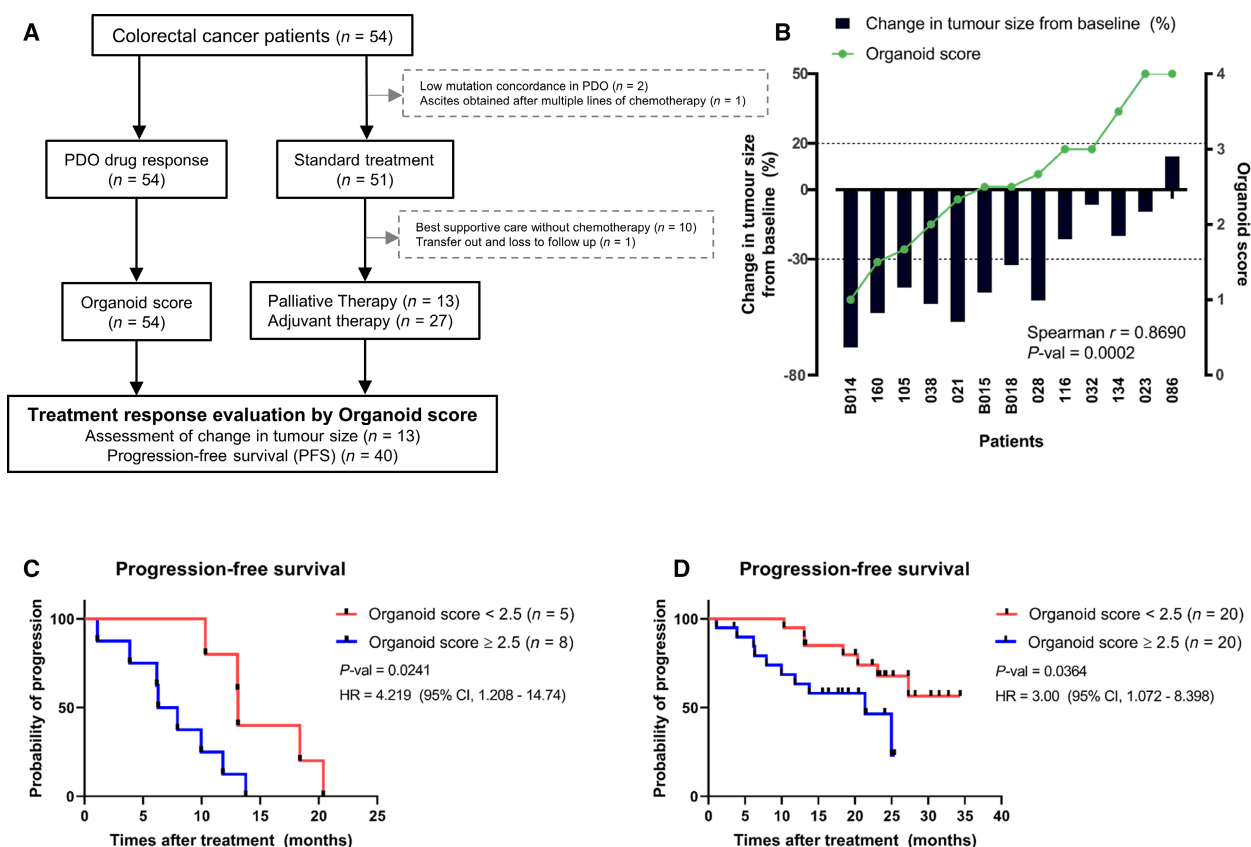 A
Colorectal cancer patients (n = 54)
Low mutation concordance in PDO (n = 2)
Ascites obtained after multiple lines of chemotherapy (n = 1)
PDO drug response
(n = 54)
Standard treatment
(n = 51)
Best supportive care without chemotherapy (n = 10)
Transfer out and loss to follow up (n = 1)
Organoid score
(n = 54)
Palliative Therapy (n = 13)
Adjuvant therapy (n = 27)
Treatment response evaluation by Organoid score
Assessment of change in tumour size (n = 13)
Progression-free survival (PFS) (n = 40)
B
Change in tumour size from baseline (%)
Organoid score
Change in tumour size
from baseline (%)
50
20
0
-30
-80
4
3
2
1
0
Organoid score
Spearman r = 0.8690
P-val = 0.0002
B014
160
105
038
021
B015
B018
028
116
032
134
023
086
Patients
C
Progression-free survival
Probability of progression
100
50
0
0 5 10 15 20 25
Times after treatment (months)
Organoid score < 2.5 (n = 5)
Organoid score ≥ 2.5 (n = 8)
P-val = 0.0241
HR = 4.219 (95% CI, 1.208 - 14.74)
D
Progression-free survival
Probability of progression
100
50
0
0 5 10 15 20 25 30 35 40
Times after treatment (months)
Organoid score < 2.5 (n = 20)
Organoid score ≥ 2.5 (n = 20)
P-val = 0.0364
HR = 3.00 (95% CI, 1.072 - 8.398)